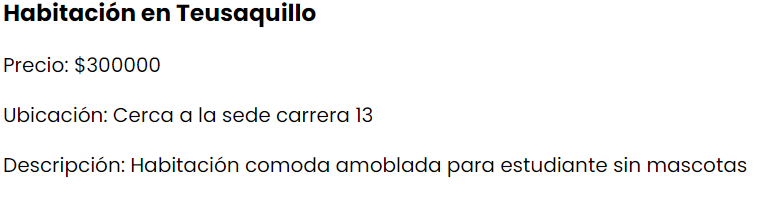 Habitación en Teusaquillo
Precio: $300000
Ubicación: Cerca a la sede carrera 13
Descripción: Habitación comoda amoblada para estudiante sin mascotas